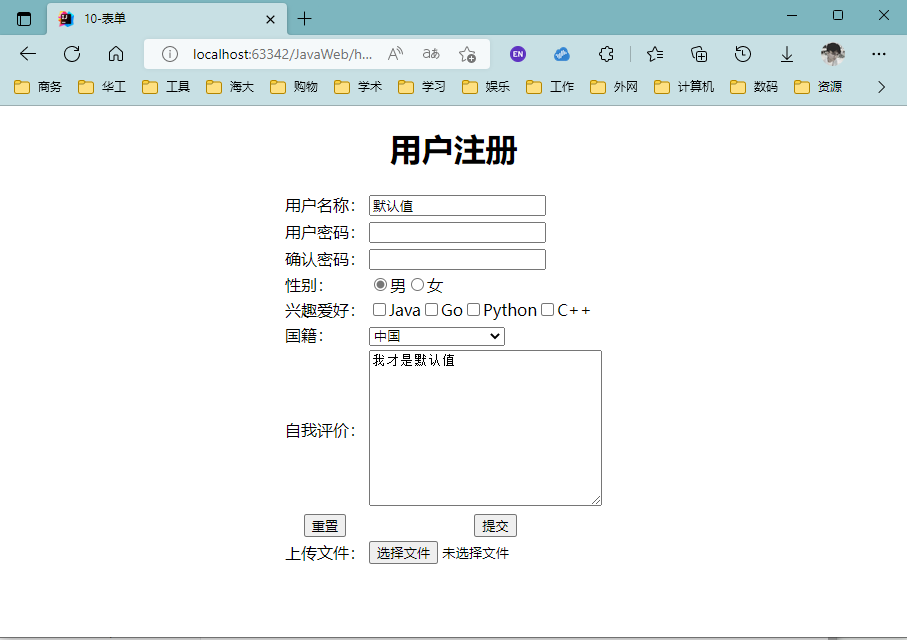 10-表单
localhost:63342/JavaWeb/h...
商务 华工 工具 海大 购物 学术 学习 娱乐 工作 外网 计算机 数码 资源
用户注册
用户名称： 默认值
用户密码：
确认密码：
性别： 男 女
兴趣爱好： Java Go Python C++
国籍： 中国
我才是默认值
自我评价：
重置 提交
上传文件： 选择文件 未选择文件